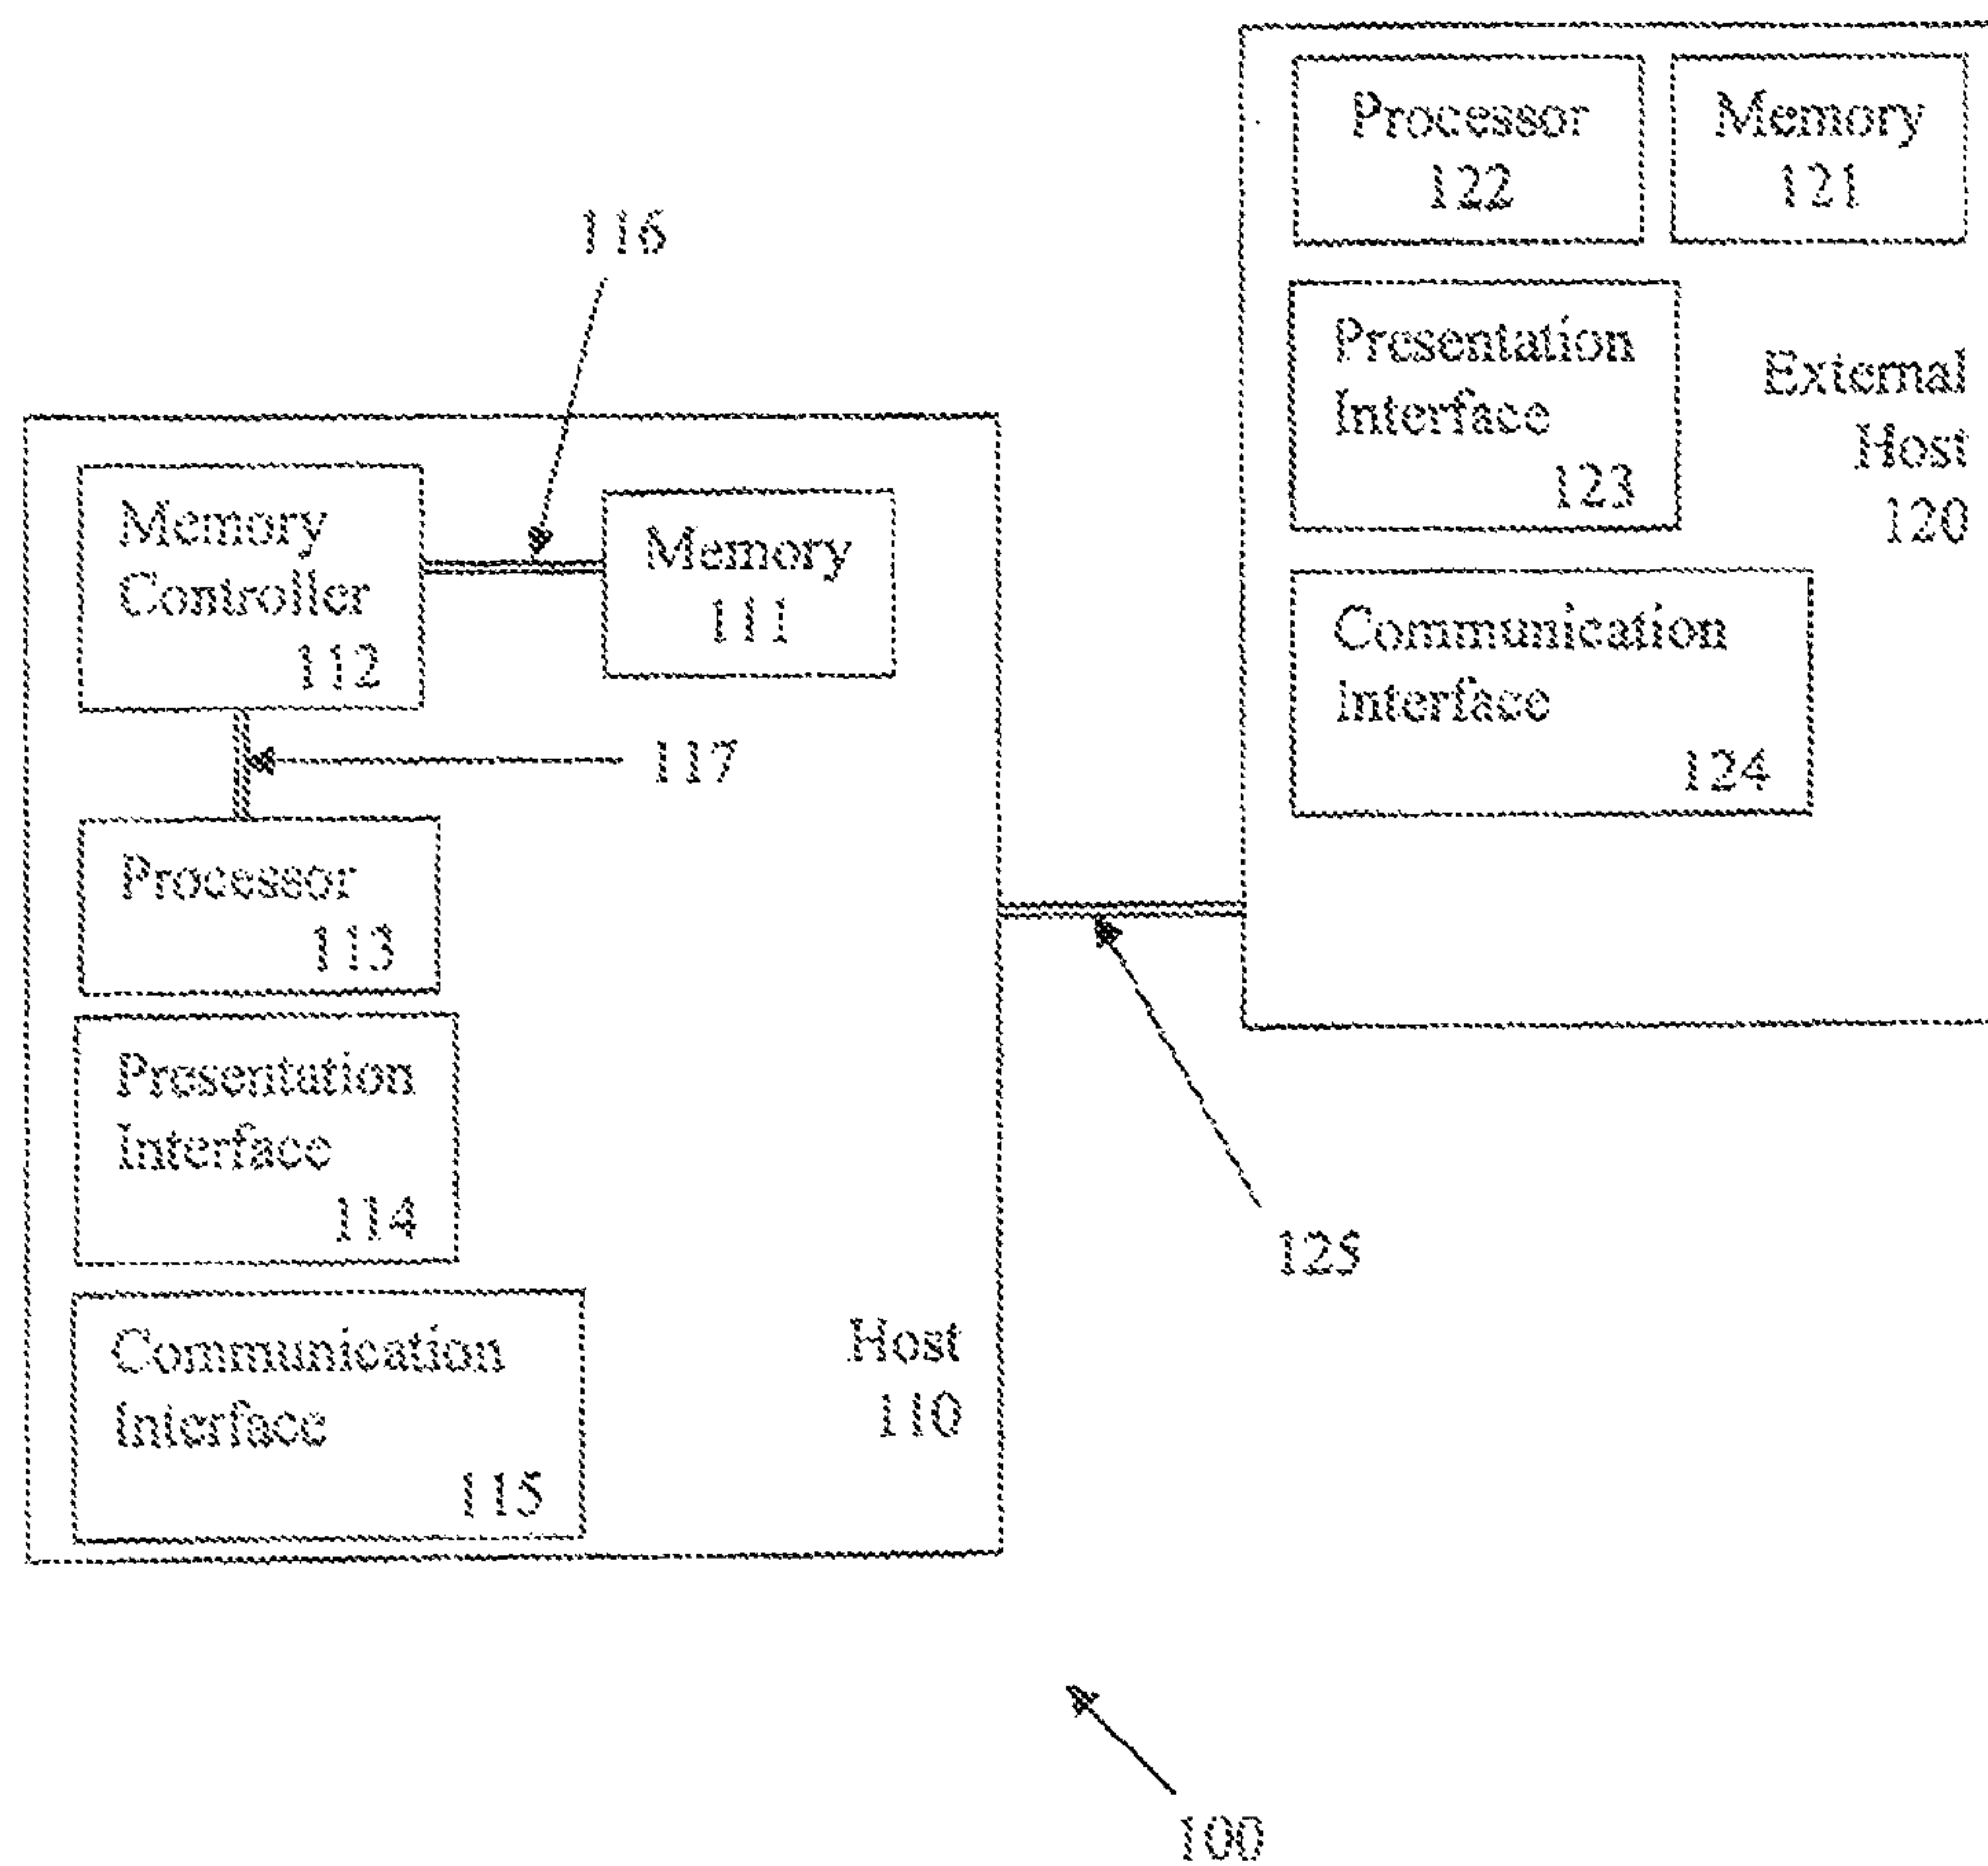 116
Memory
Controller
112
Memory
111
117
Processor
113
Presentation
Interface
114
Communication
Interface
115
Host
110
Processor
122
Memory
121
Presentation
Interface
123
External
Host
120
Communication
Interface
124
125
100